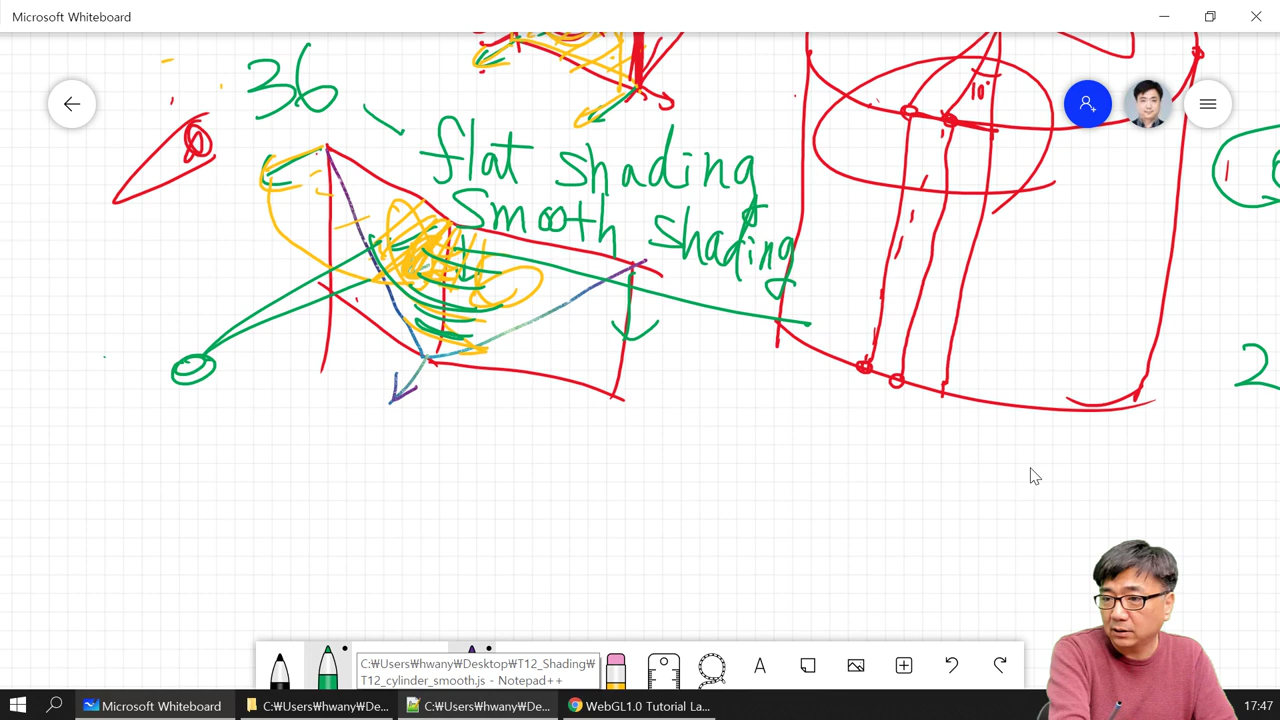 Microsoft Whiteboard
36
flat shading
Smooth shading
10°
2
C:₩Users₩hwany₩Desktop₩T12_Shading₩
T12_cylinder_smooth.js - Notepad++
A
Microsoft Whiteboard
C:₩Users₩hwany₩De...
C:₩Users₩hwany₩De...
WebGL1.0 Tutorial La...
17:47